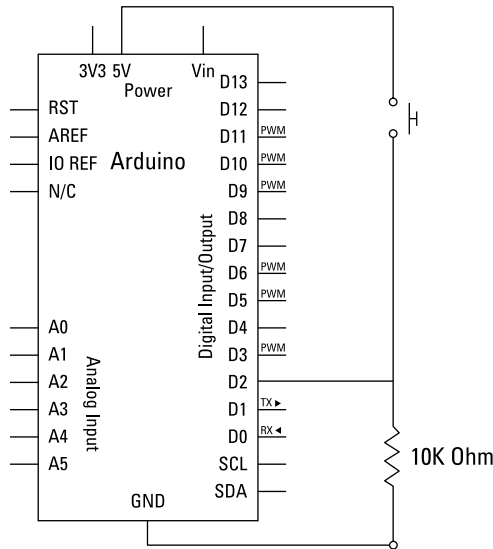 3V3 5V Vin
Power
Arduino
RST
AREF
IO REF
N/C
A0
A1
A2
A3
A4
A5
Analog Input
GND
Digital Input/Output
D13
D12
D11 PWM
D10 PWM
D9 PWM
D8
D7
D6 PWM
D5 PWM
D4
D3 PWM
D2
D1 TX ▶
D0 RX ◀
SCL
SDA
10K Ohm